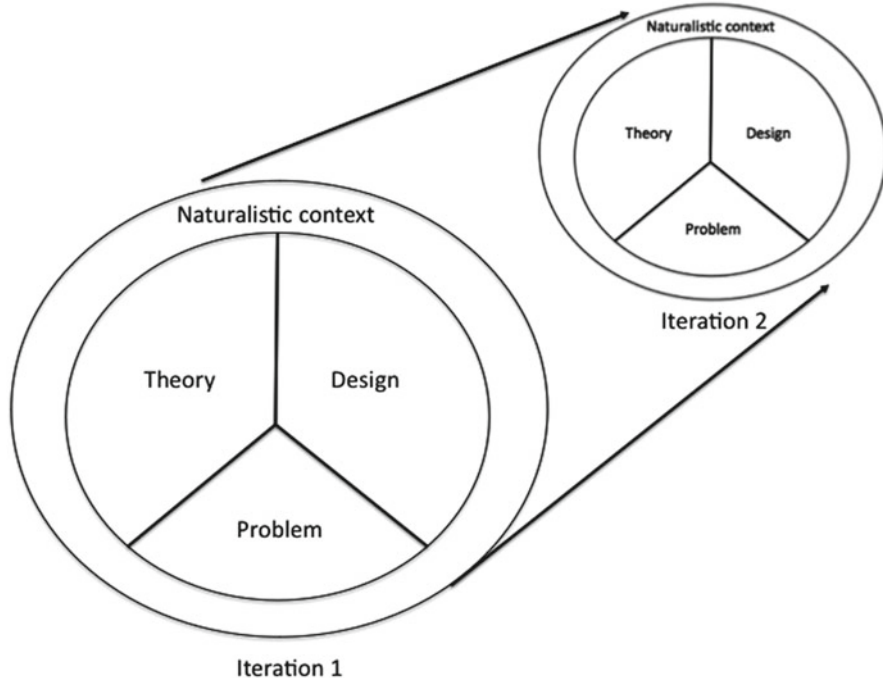 Naturalistic context
Theory
Design
Problem
Iteration 2
Naturalistic context
Theory
Design
Problem
Iteration 1